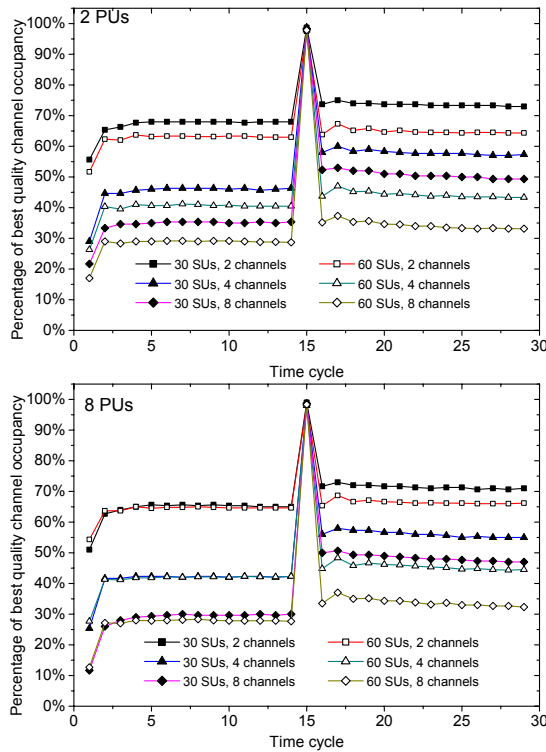 2 PUs
100%
90%
80%
70%
60%
50%
40%
30%
20%
10%
0%
Percentage of best quality channel occupancy
30 SUs, 2 channels
60 SUs, 2 channels
30 SUs, 4 channels
60 SUs, 4 channels
30 SUs, 8 channels
60 SUs, 8 channels
0 5 10 15 20 25 30
Time cycle
8 PUs
100%
90%
80%
70%
60%
50%
40%
30%
20%
10%
0%
Percentage of best quality channel occupancy
30 SUs, 2 channels
60 SUs, 2 channels
30 SUs, 4 channels
60 SUs, 4 channels
30 SUs, 8 channels
60 SUs, 8 channels
0 5 10 15 20 25 30
Time cycle